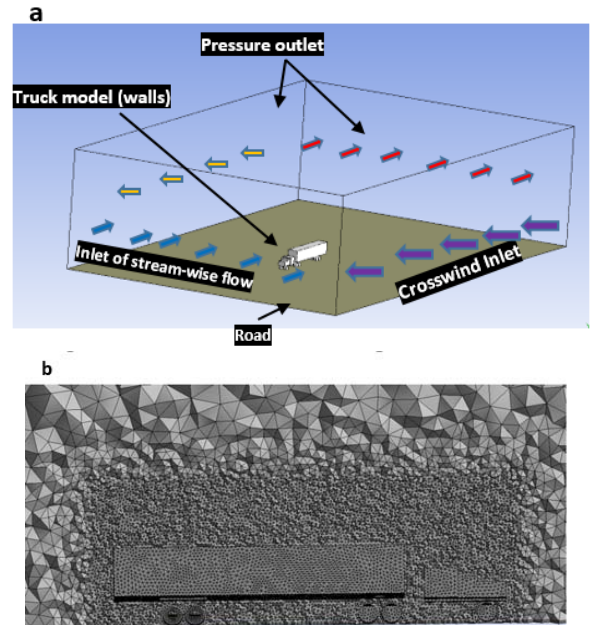 a
Pressure outlet
Truck model (walls)
Inlet of stream-wise flow
Crosswind Inlet
Road
b